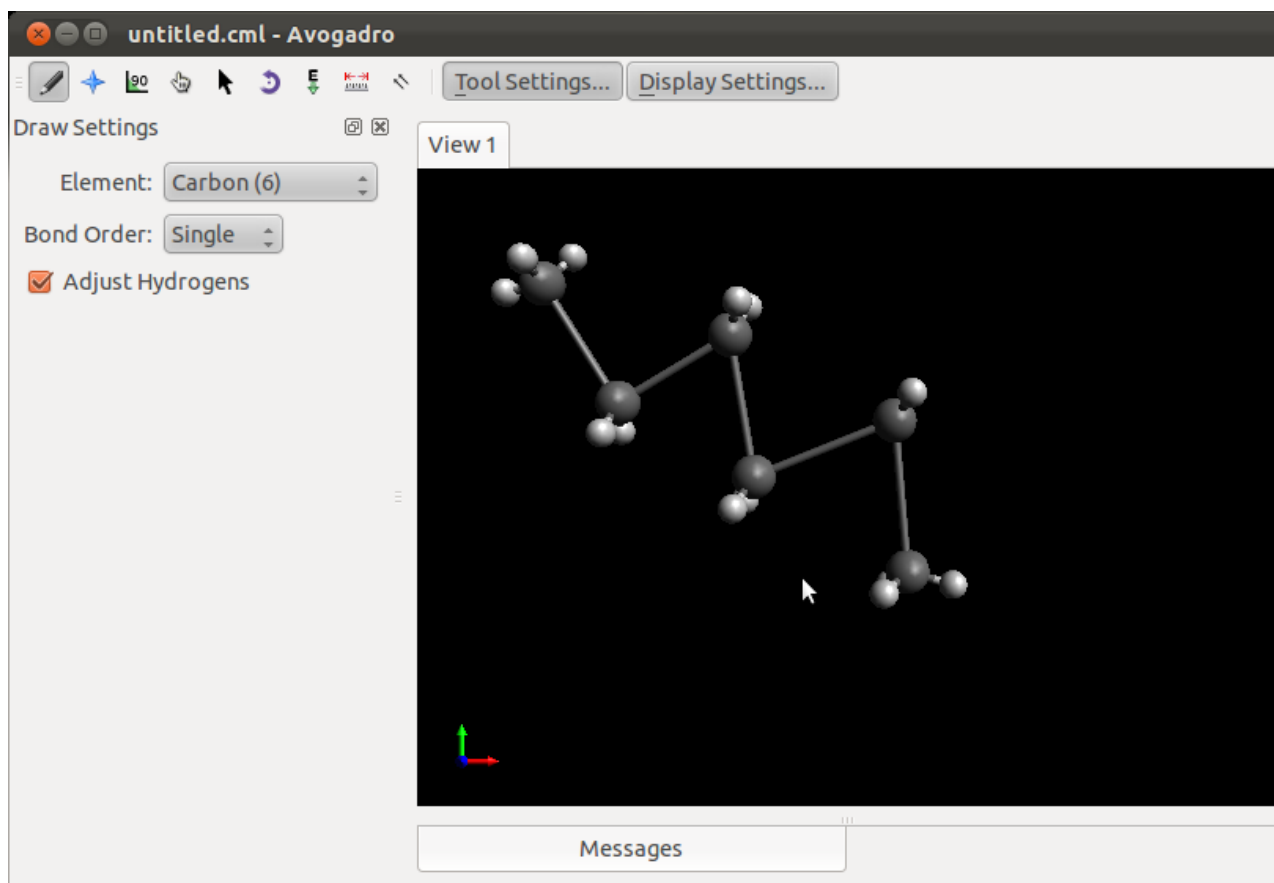 untitled.cml - Avogadro
90
E
Tool Settings...
Display Settings...
Draw Settings
View 1
Element: Carbon (6)
Bond Order: Single
Adjust Hydrogens
Messages